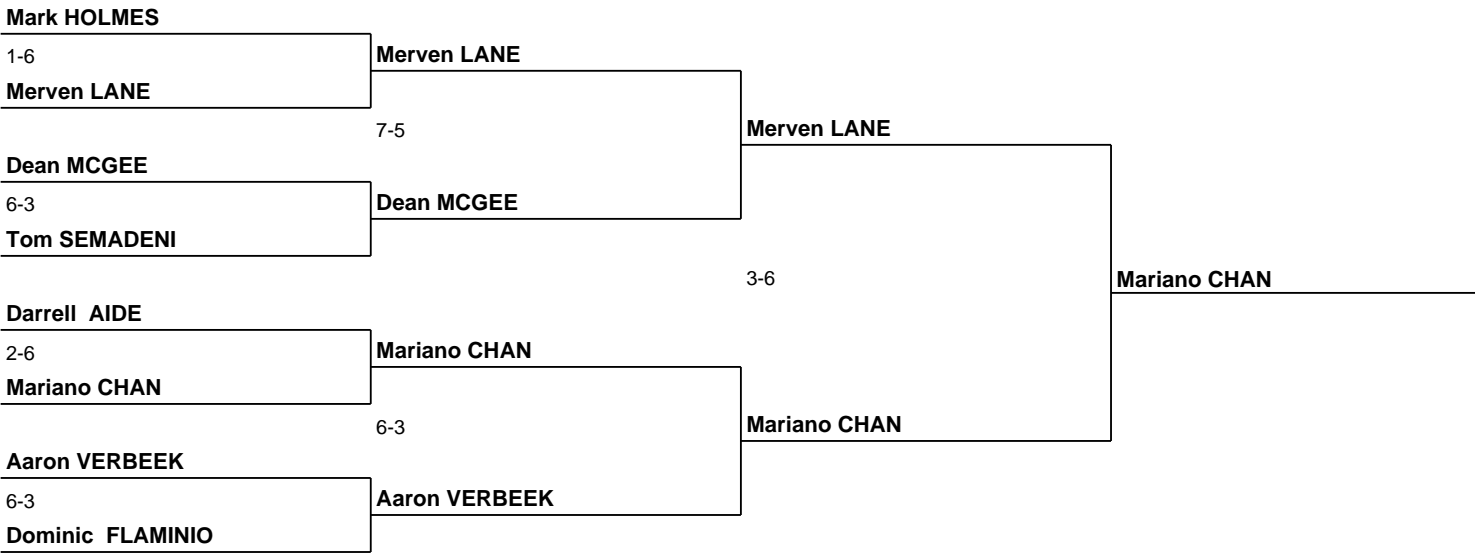 Mark HOLMES
1-6
Merven LANE
Merven LANE
7-5
Merven LANE
Dean MCGEE
6-3
Dean MCGEE
Tom SEMADENI
3-6
Mariano CHAN
Darrell  AIDE
2-6
Mariano CHAN
Mariano CHAN
6-3
Mariano CHAN
Aaron VERBEEK
6-3
Aaron VERBEEK
Dominic  FLAMINIO